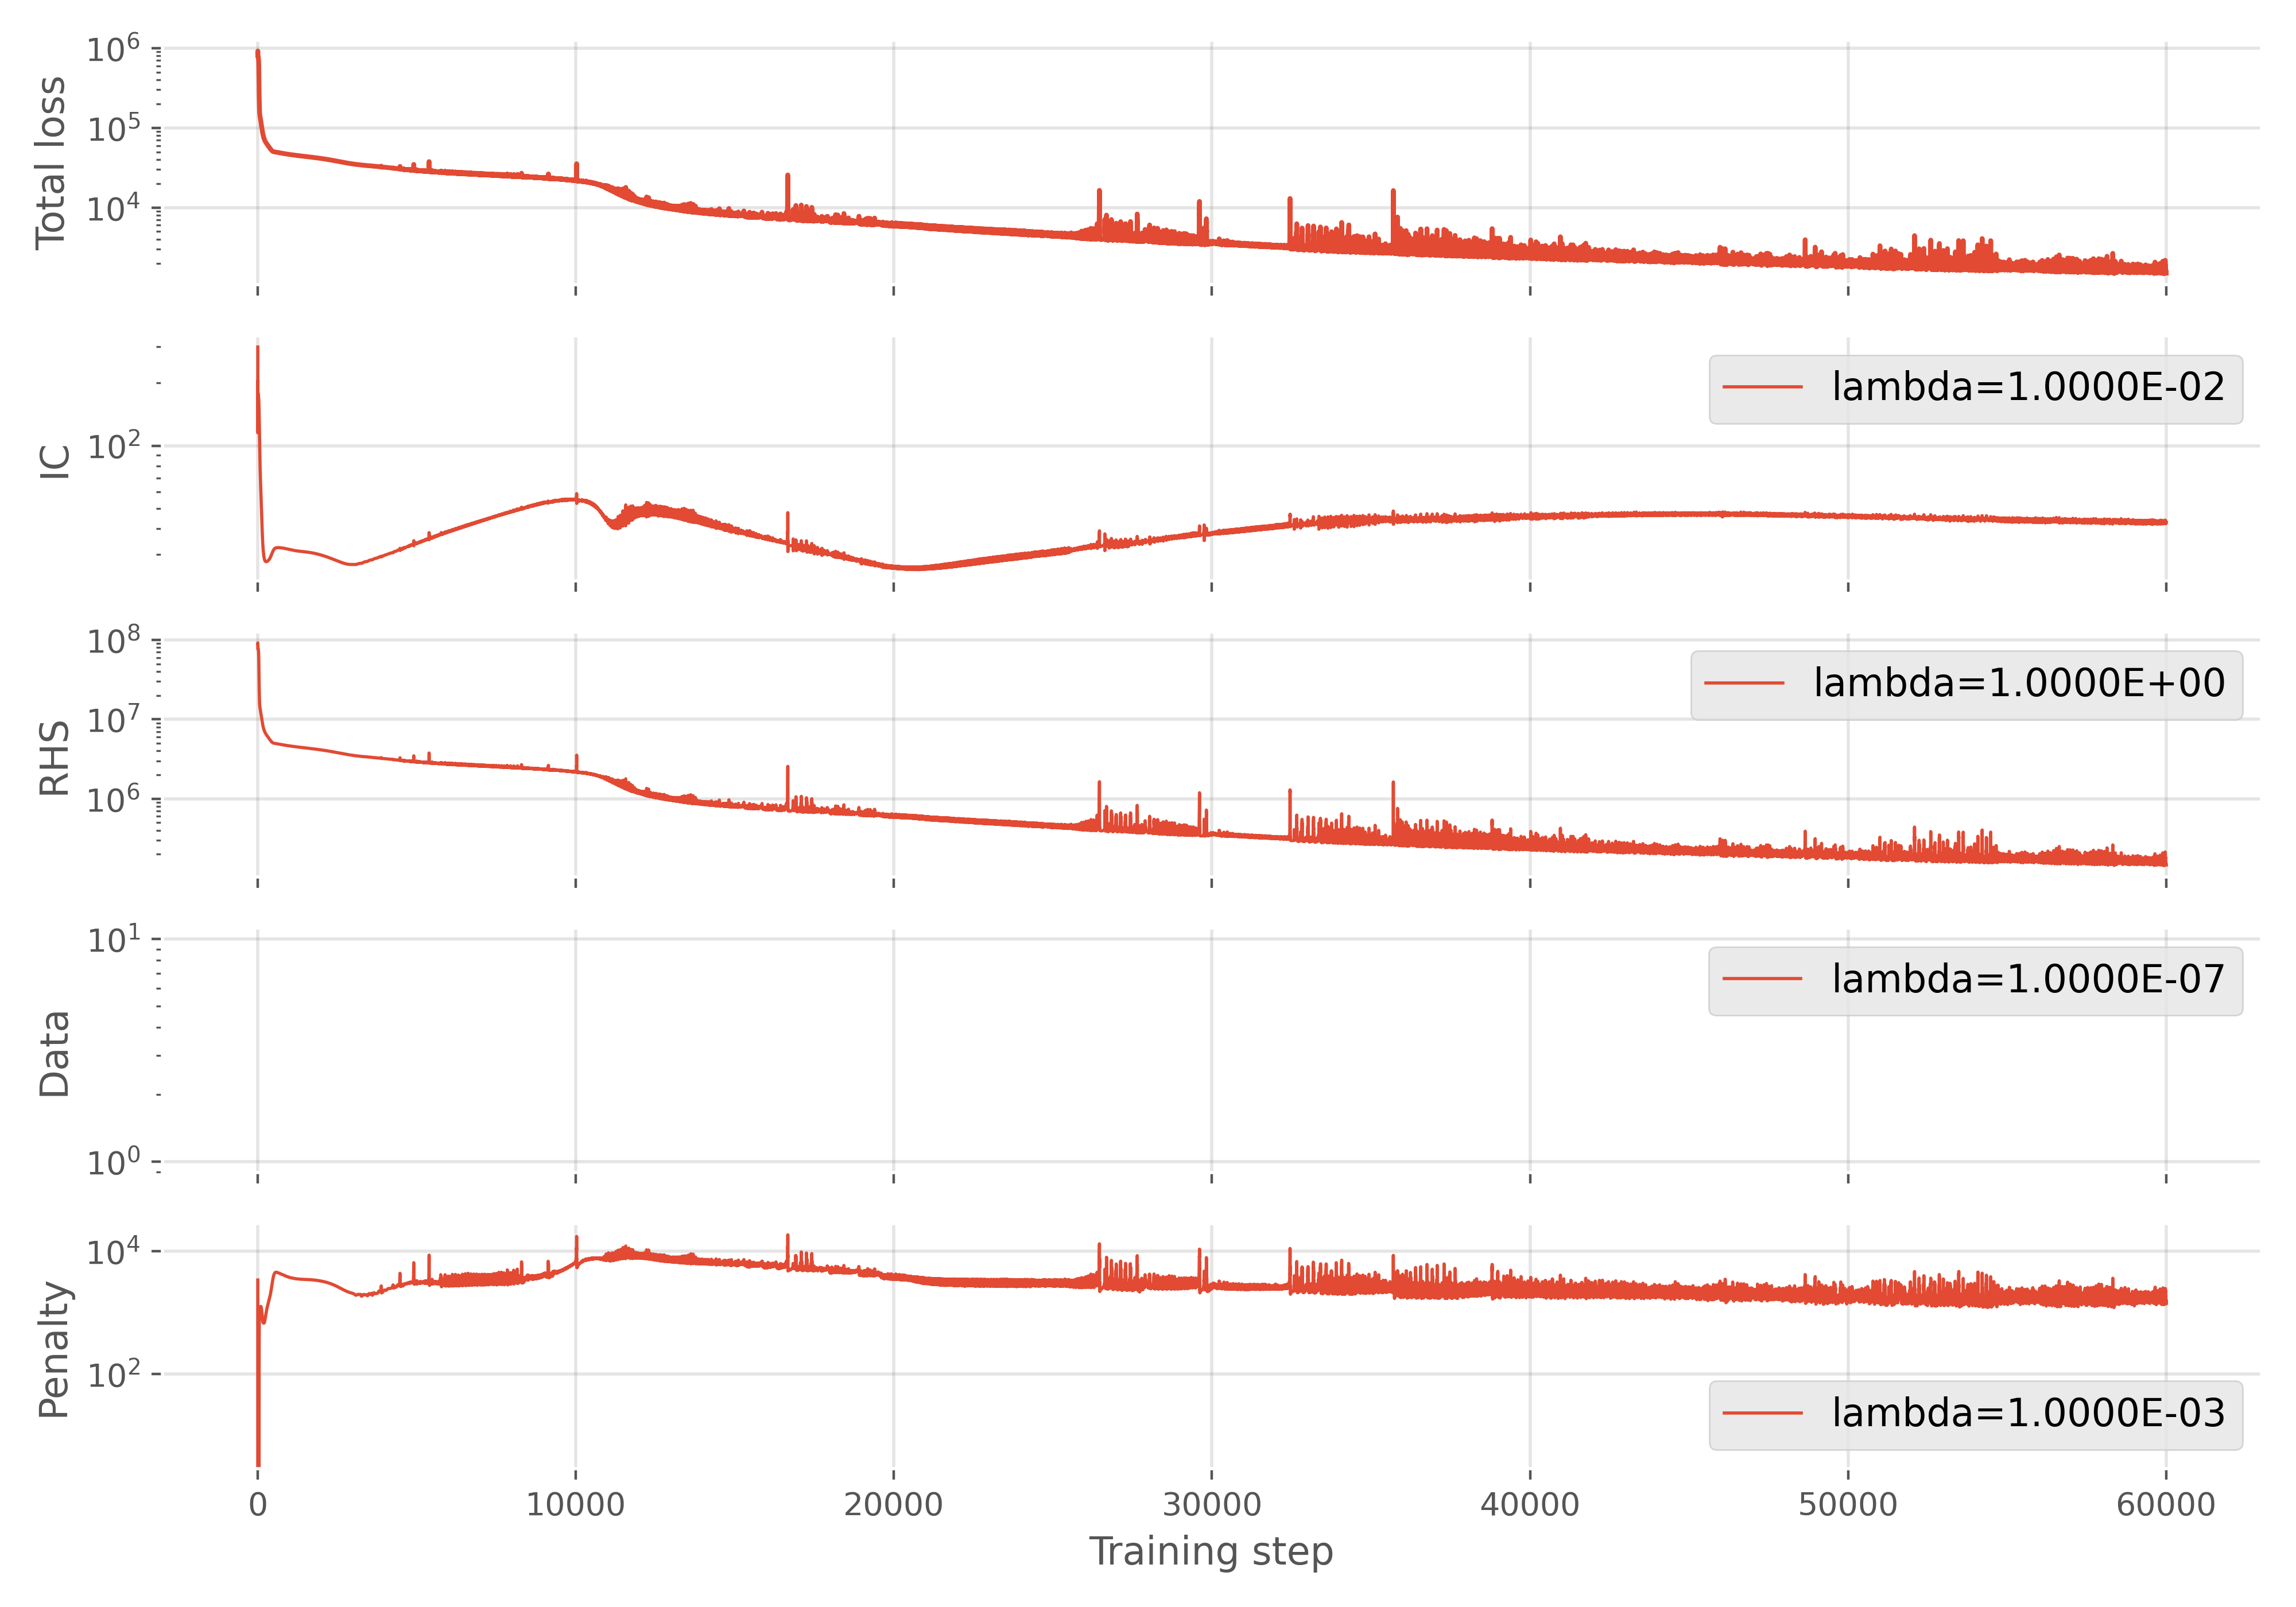 Total loss
10^6
10^5
10^4
IC
10^2
lambda=1.0000E-02
RHS
10^8
10^7
10^6
lambda=1.0000E+00
Data
10^1
10^0
lambda=1.0000E-07
Penalty
10^4
10^2
lambda=1.0000E-03
0 10000 20000 30000 40000 50000 60000
Training step